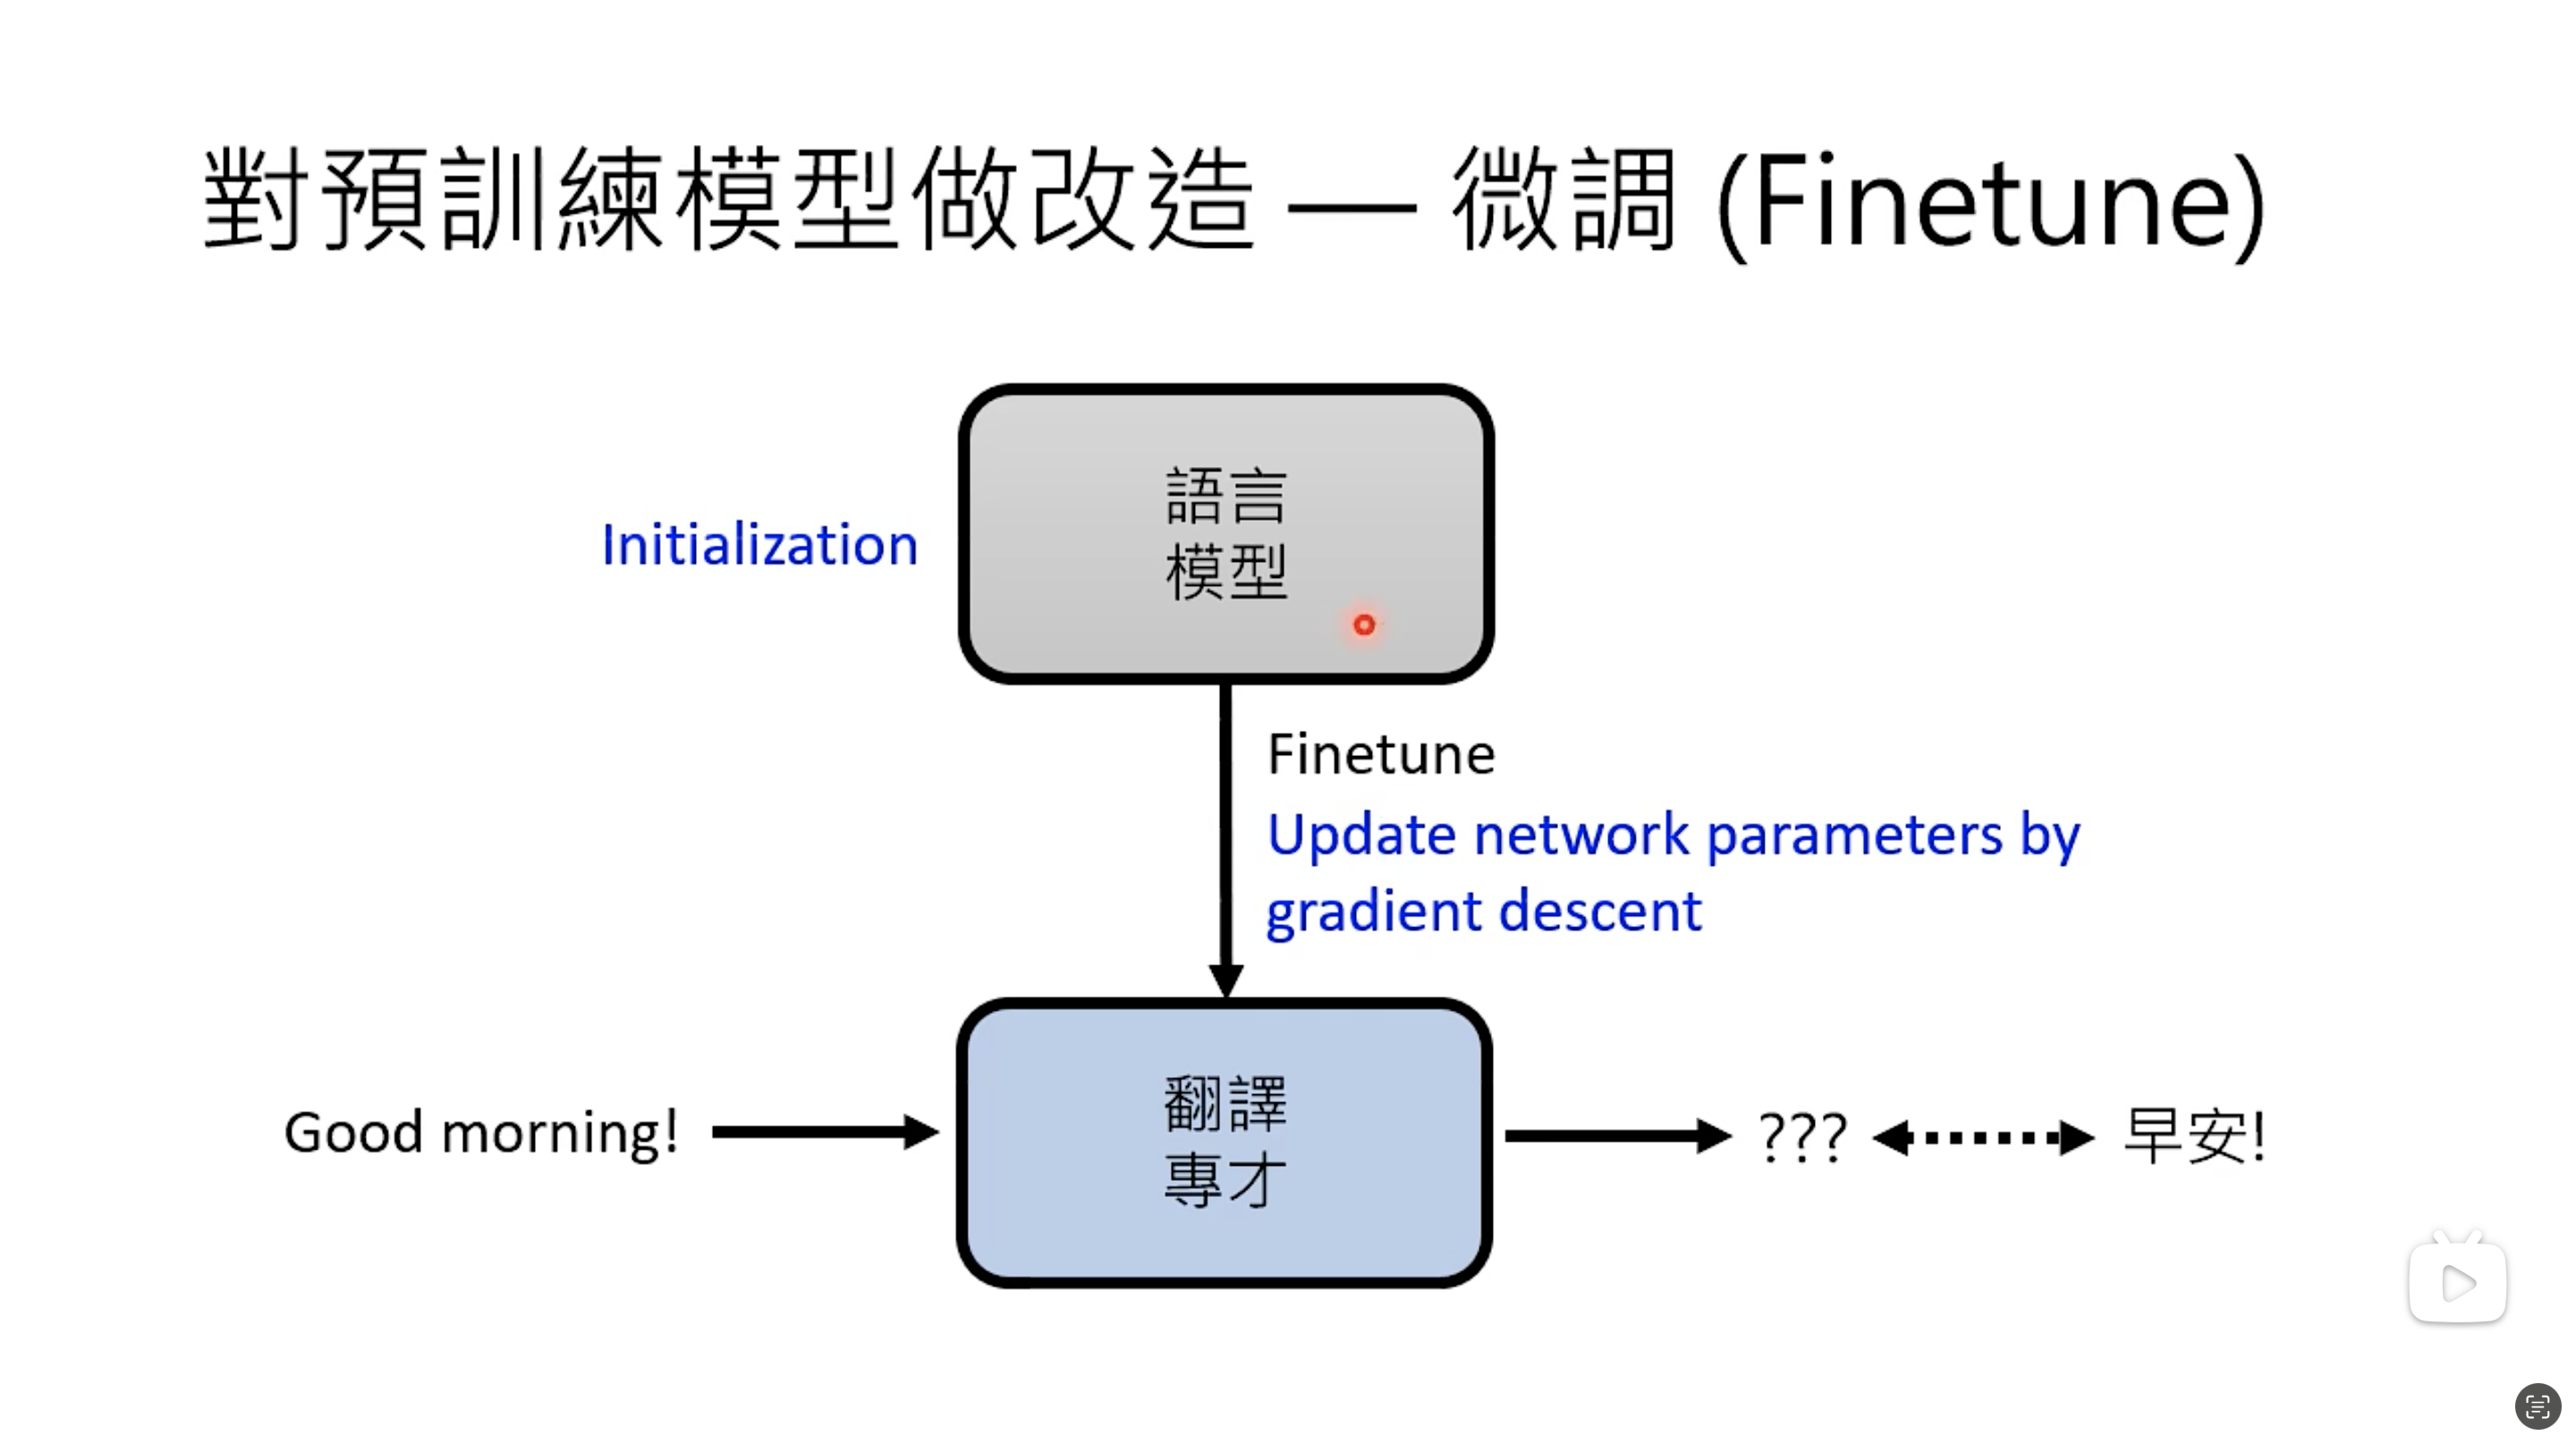 對預訓練模型做改造 — 微調 (Finetune)
語言
模型
Initialization
Finetune
Update network parameters by
gradient descent
翻譯
專才
Good morning!
???
早安!